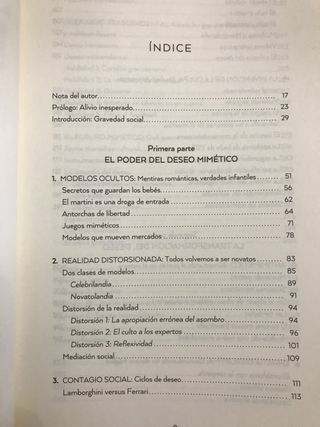 ÍNDICE
Nota del autor 17
Prólogo: Alivio inesperado 23
Introducción: Gravedad social 29
Primera parte
EL PODER DEL DESEO MIMÉTICO
1. MODELOS OCULTOS: Mentiras románticas, verdades infantiles 51
Secretos que guardan los bebés 56
El martini es una droga de entrada 62
Antorchas de libertad 64
Juegos miméticos 71
Modelos que mueven mercados 78
2. REALIDAD DISTORSIONADA: Todos volvemos a ser novatos 83
Dos clases de modelos 85
Celebrilandia 89
Novatolandia 91
Distorsión de la realidad 94
Distorsión 1: La apropiación errónea del asombro 94
Distorsión 2: El culto a los expertos 96
Distorsión 3: Reflexividad 101
Mediación social 109
3. CONTAGIO SOCIAL: Ciclos de deseo 111
Lamborghini versus Ferrari 113